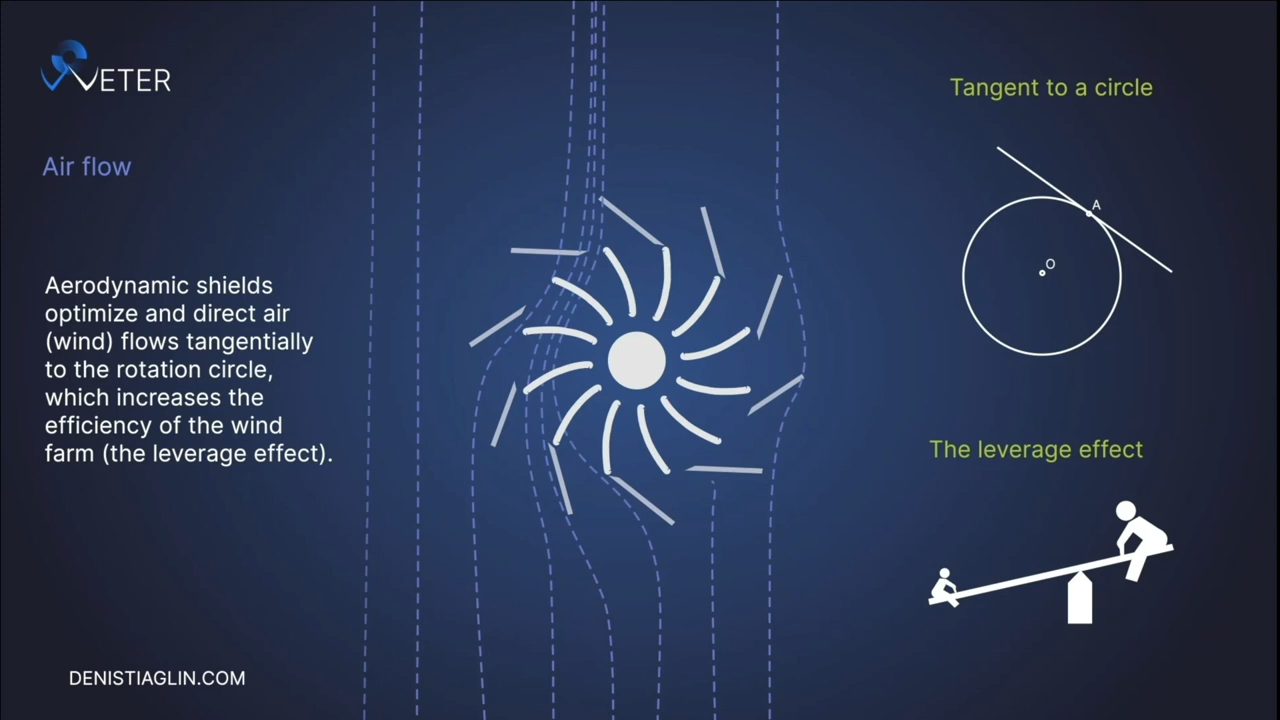 VETER
Air flow
Aerodynamic shields
optimize and direct air
(wind) flows tangentially
to the rotation circle,
which increases the
efficiency of the wind
farm (the leverage effect).
DENISTIAGLIN.COM
Tangent to a circle
A
O
The leverage effect